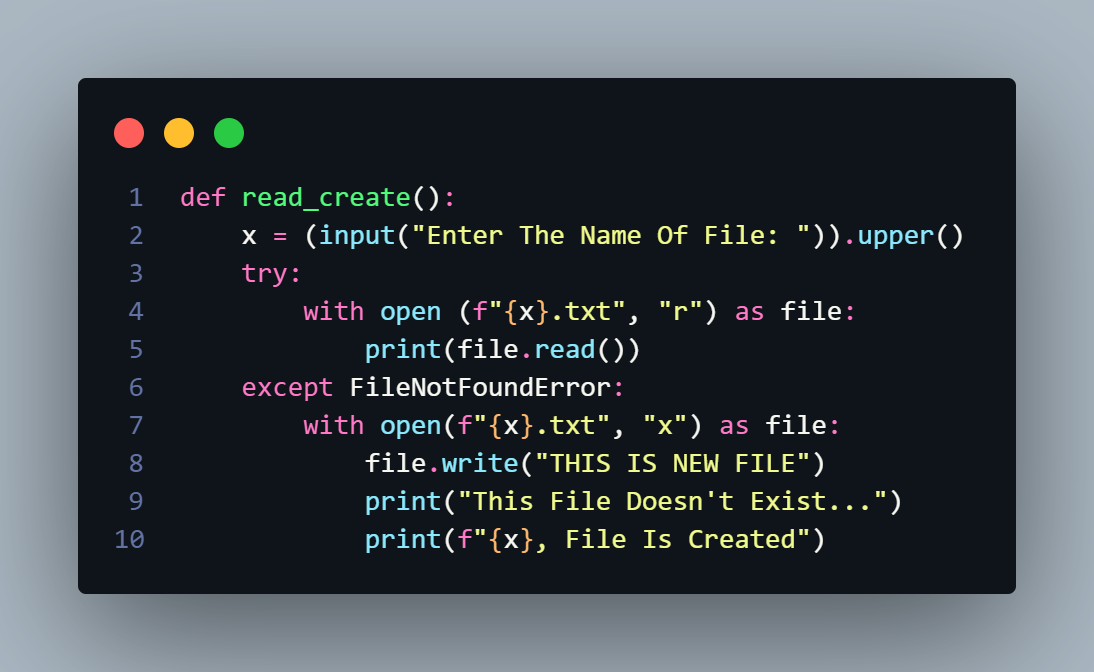 1 def read_create():
2     x = (input("Enter The Name Of File: ")).upper()
3     try:
4         with open (f"{x}.txt", "r") as file:
5             print(file.read())
6     except FileNotFoundError:
7         with open(f"{x}.txt", "x") as file:
8             file.write("THIS IS NEW FILE")
9             print("This File Doesn't Exist...")
10             print(f"{x}, File Is Created")